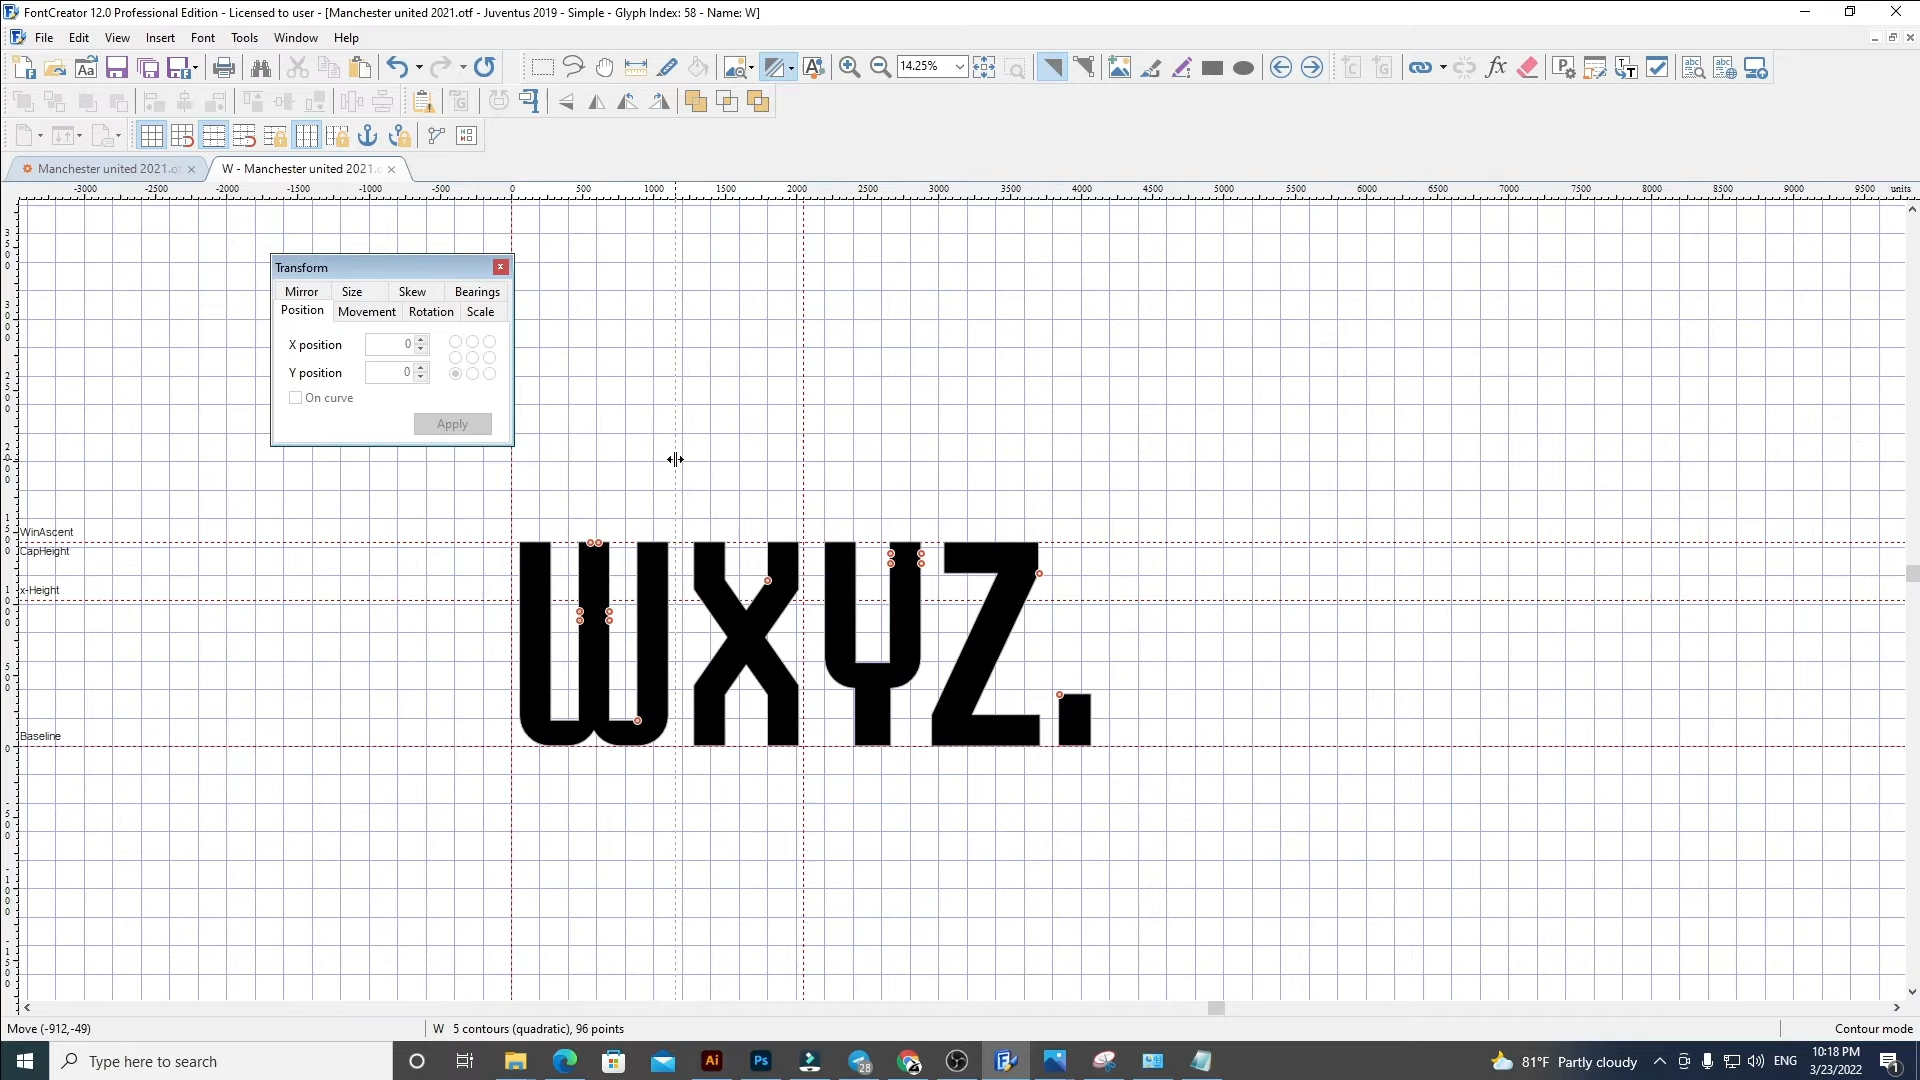 FontCreator 12.0 Professional Edition - Licensed to user - [Manchester united 2021.otf - Juventus 2019 - Simple - Glyph Index: 58 - Name: W]
File Edit View Insert Font Tools Window Help
14.25%
Manchester united 2021.ot W - Manchester united 2021.
-3000 -2500 -2000 -1500 -1000 -500 0 500 1000 1500 2000 2500 3000 3500 4000 4500 5000 5500 6000 6500 7000 7500 8000 8500 9000 9500 units
Transform
Mirror Size Skew Bearings
Position Movement Rotation Scale
X position 0
Y position 0
On curve
Apply
WinAscent
CapHeight
x-Height
Baseline
WXYZ.
Move (-912,-49) W 5 contours (quadratic), 96 points Contour mode
Type here to search
Ai Ps 28
81°F Partly cloudy ENG 10:18 PM
3/23/2022 1